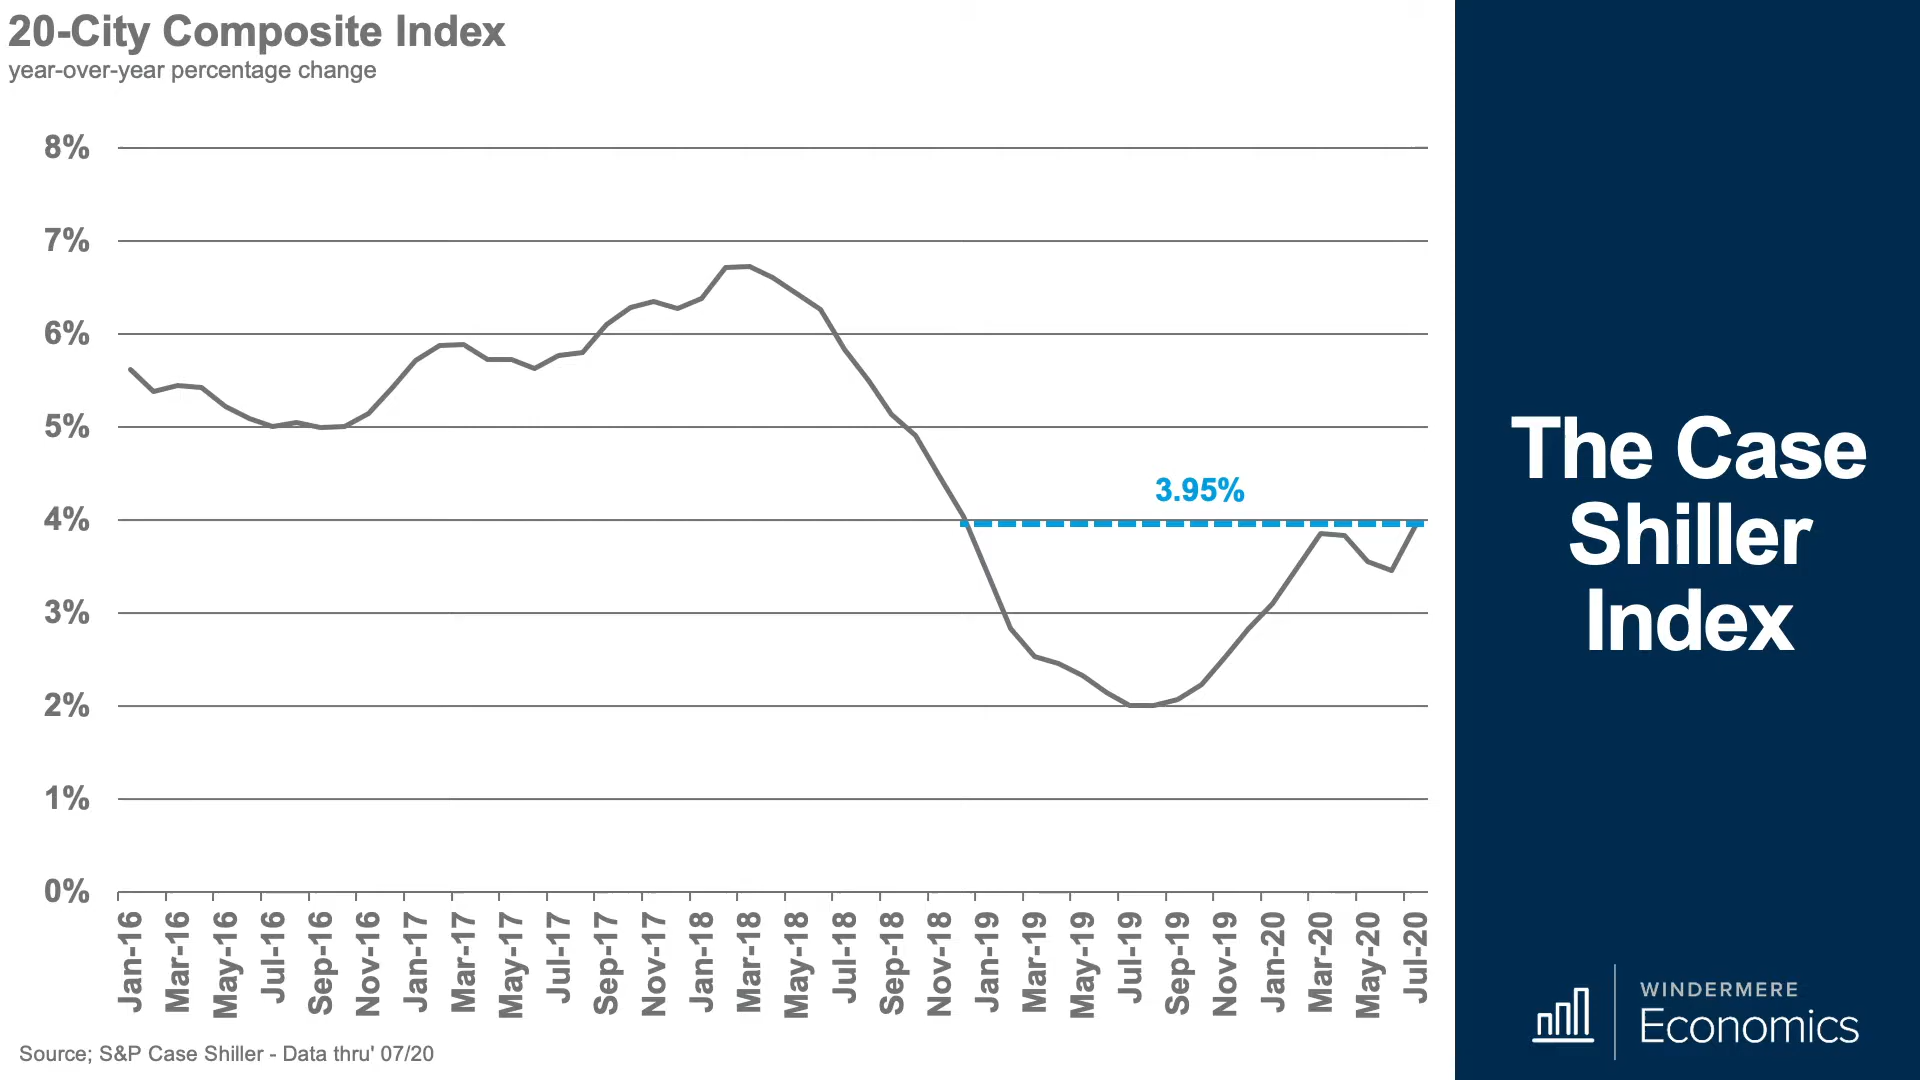 20-City Composite Index
year-over-year percentage change
8%
7%
6%
5%
4%
3%
2%
1%
0%
3.95%
Jan-16
Mar-16
May-16
Jul-16
Sep-16
Nov-16
Jan-17
Mar-17
May-17
Jul-17
Sep-17
Nov-17
Jan-18
Mar-18
May-18
Jul-18
Sep-18
Nov-18
Jan-19
Mar-19
May-19
Jul-19
Sep-19
Nov-19
Jan-20
Mar-20
May-20
Jul-20
Source; S&P Case Shiller - Data thru' 07/20
The Case
Shiller
Index
WINDERMERE
Economics